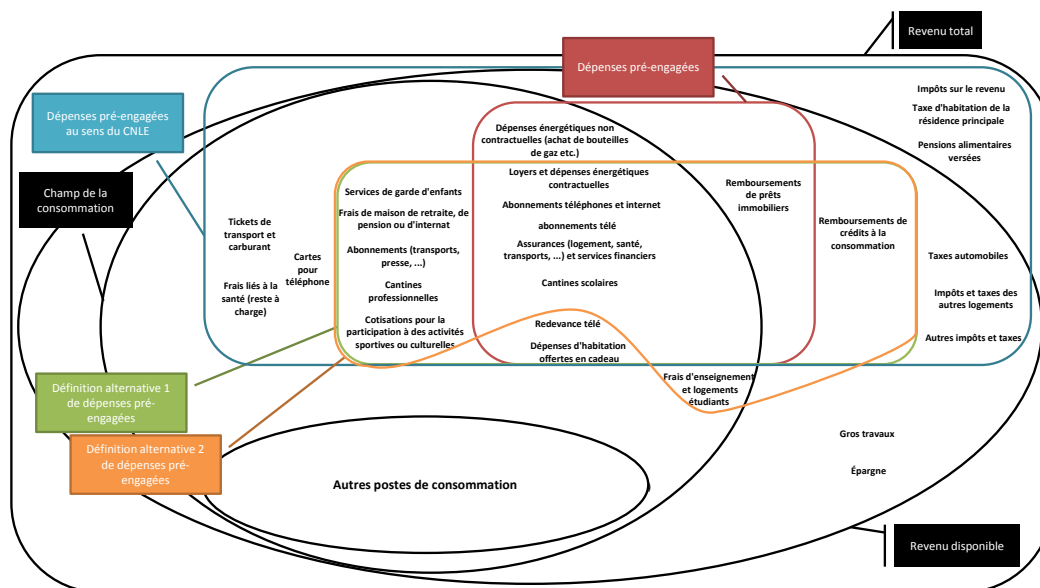 Revenu total
Dépenses pré-engagées
Impôts sur le revenu
Taxe d'habitation de la
résidence principale
Pensions alimentaires
versées
Dépenses pré-engagées
au sens du CNLE
Dépenses énergétiques non
contractuelles (achat de bouteilles
de gaz etc.)
Champ de la
consommation
Loyers et dépenses énergétiques
contractuelles
Services de garde d'enfants
Remboursements
de prêts
immobiliers
Abonnements téléphones et internet
Frais de maison de retraite, de
pension ou d'internat
Tickets de
transport et
carburant
Remboursements de
crédits à la
consommation
abonnements télé
Assurances (logement, santé,
transports, ...) et services financiers
Abonnements (transports,
presse, ...)
Cartes
pour
téléphone
Taxes automobiles
Frais liés à la
santé (reste à
charge)
Cantines
professionnelles
Cantines scolaires
Impôts et taxes des
autres logements
Cotisations pour la
participation à des activités
sportives ou culturelles
Redevance télé
Autres impôts et taxes
Dépenses d'habitation
offertes en cadeau
Frais d'enseignement
et logements
étudiants
Définition alternative 1
de dépenses pré-
engagées
Définition alternative 2
de dépenses pré-
engagées
Gros travaux
Épargne
Autres postes de consommation
Revenu disponible